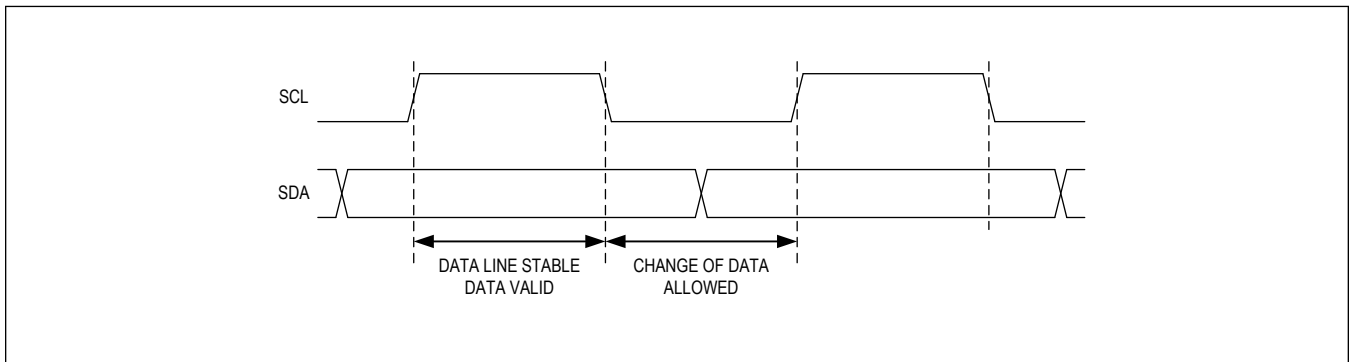 SCL
SDA
DATA LINE STABLE
DATA VALID
CHANGE OF DATA
ALLOWED